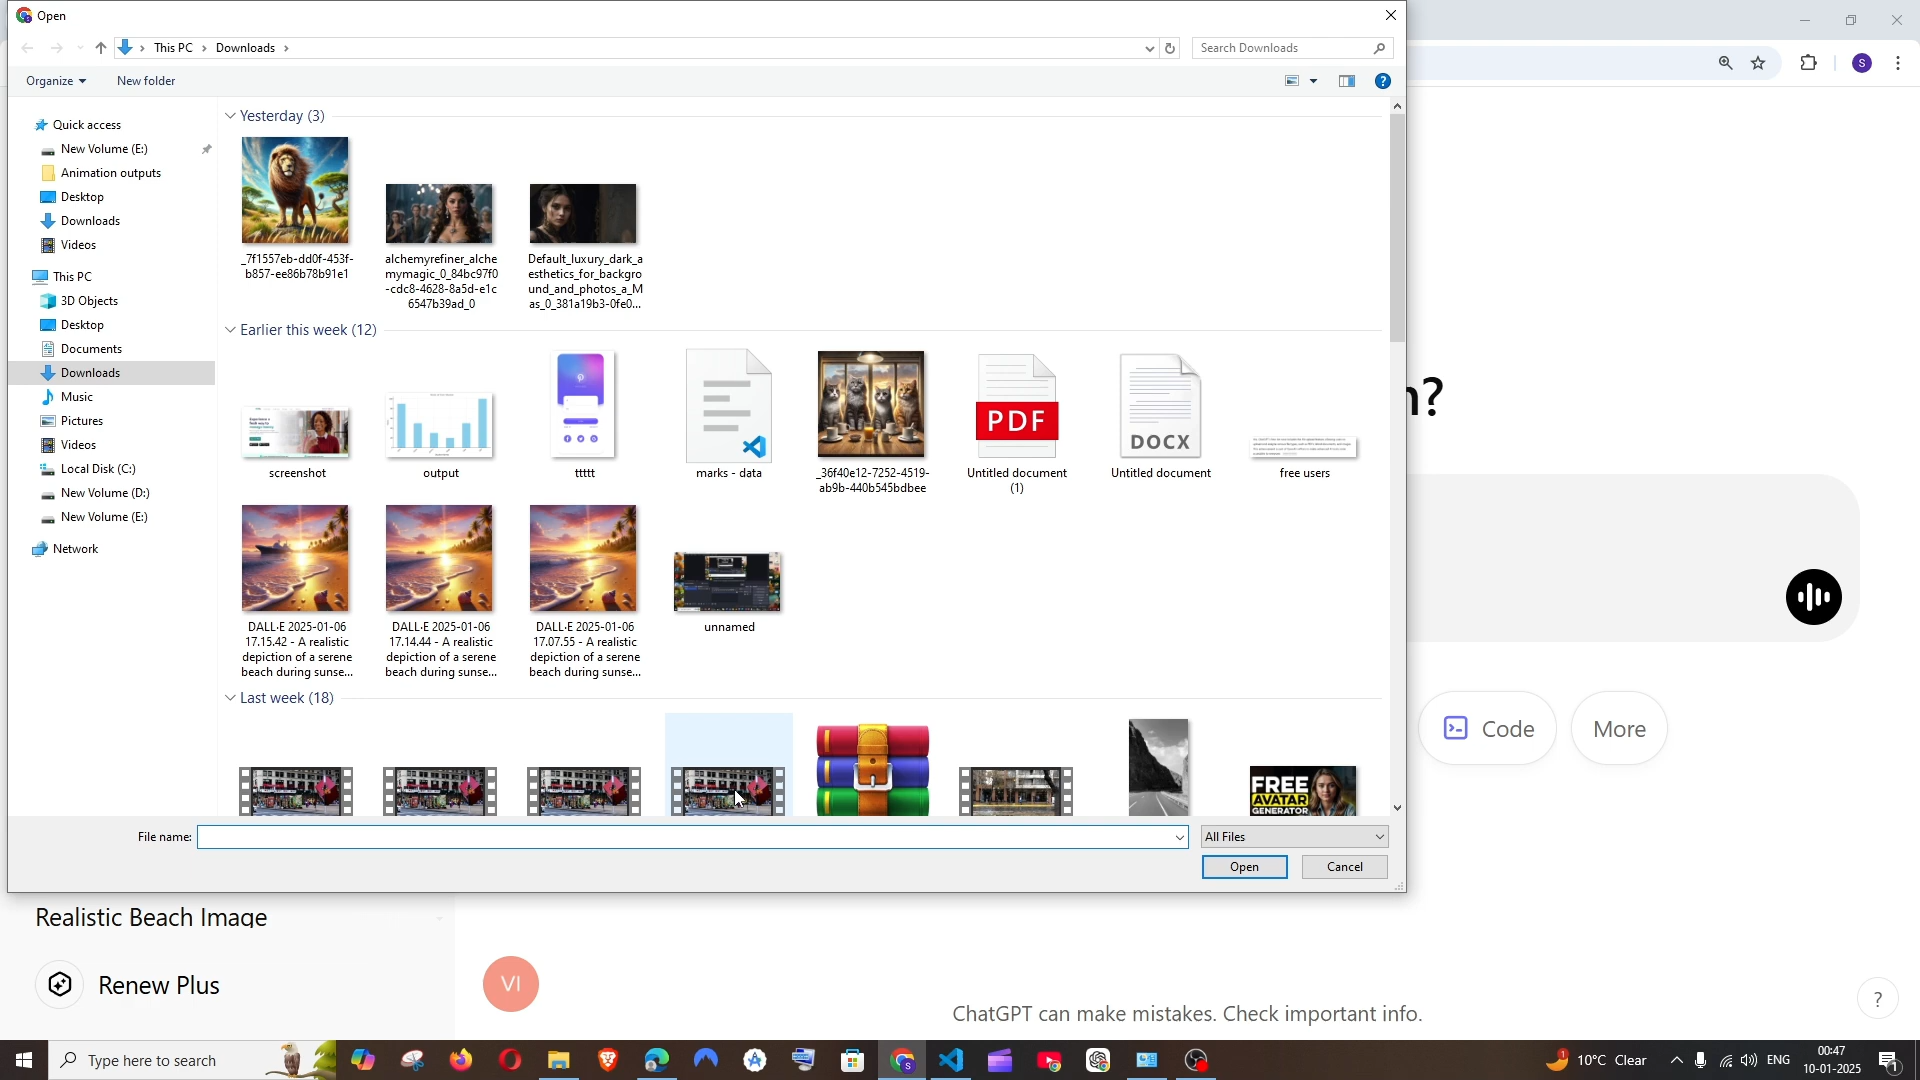 Open
This PC
Downloads
Search Downloads
Organize
New folder
S
Quick access
New Volume (E:)
Animation outputs
Desktop
Downloads
Videos
This PC
3D Objects
Desktop
Documents
Downloads
Music
Pictures
Videos
Local Disk (C:)
New Volume (D:)
New Volume (E:)
Network
Yesterday (3)
_7f1557eb-dd0f-453f-
b857-ee86b78b91e1
alchemyrefiner_alche
mymagic_0_84bc97f0
-cdc8-4628-8a5d-e1c
6547b39ad_0
Default_luxury_dark_a
esthetics_for_backgro
und_and_photos_a_M
as_0_381a19b3-0fe0...
Earlier this week (12)
PDF
DOCX
screenshot
output
ttttt
marks - data
_36f40e12-7252-4519-
ab9b-440b545bdbee
Untitled document
(1)
Untitled document
free users
DALL·E 2025-01-06
17.15.42 - A realistic
depiction of a serene
beach during sunse...
DALL·E 2025-01-06
17.14.44 - A realistic
depiction of a serene
beach during sunse...
DALL·E 2025-01-06
17.07.55 - A realistic
depiction of a serene
beach during sunse...
unnamed
Last week (18)
FREE
AVATAR
GENERATOR
File name:
All Files
Open
Cancel
n?
Code
More
Realistic Beach Image
Renew Plus
VI
ChatGPT can make mistakes. Check important info.
?
Type here to search
1
10°C Clear
ENG
00:47
10-01-2025
1